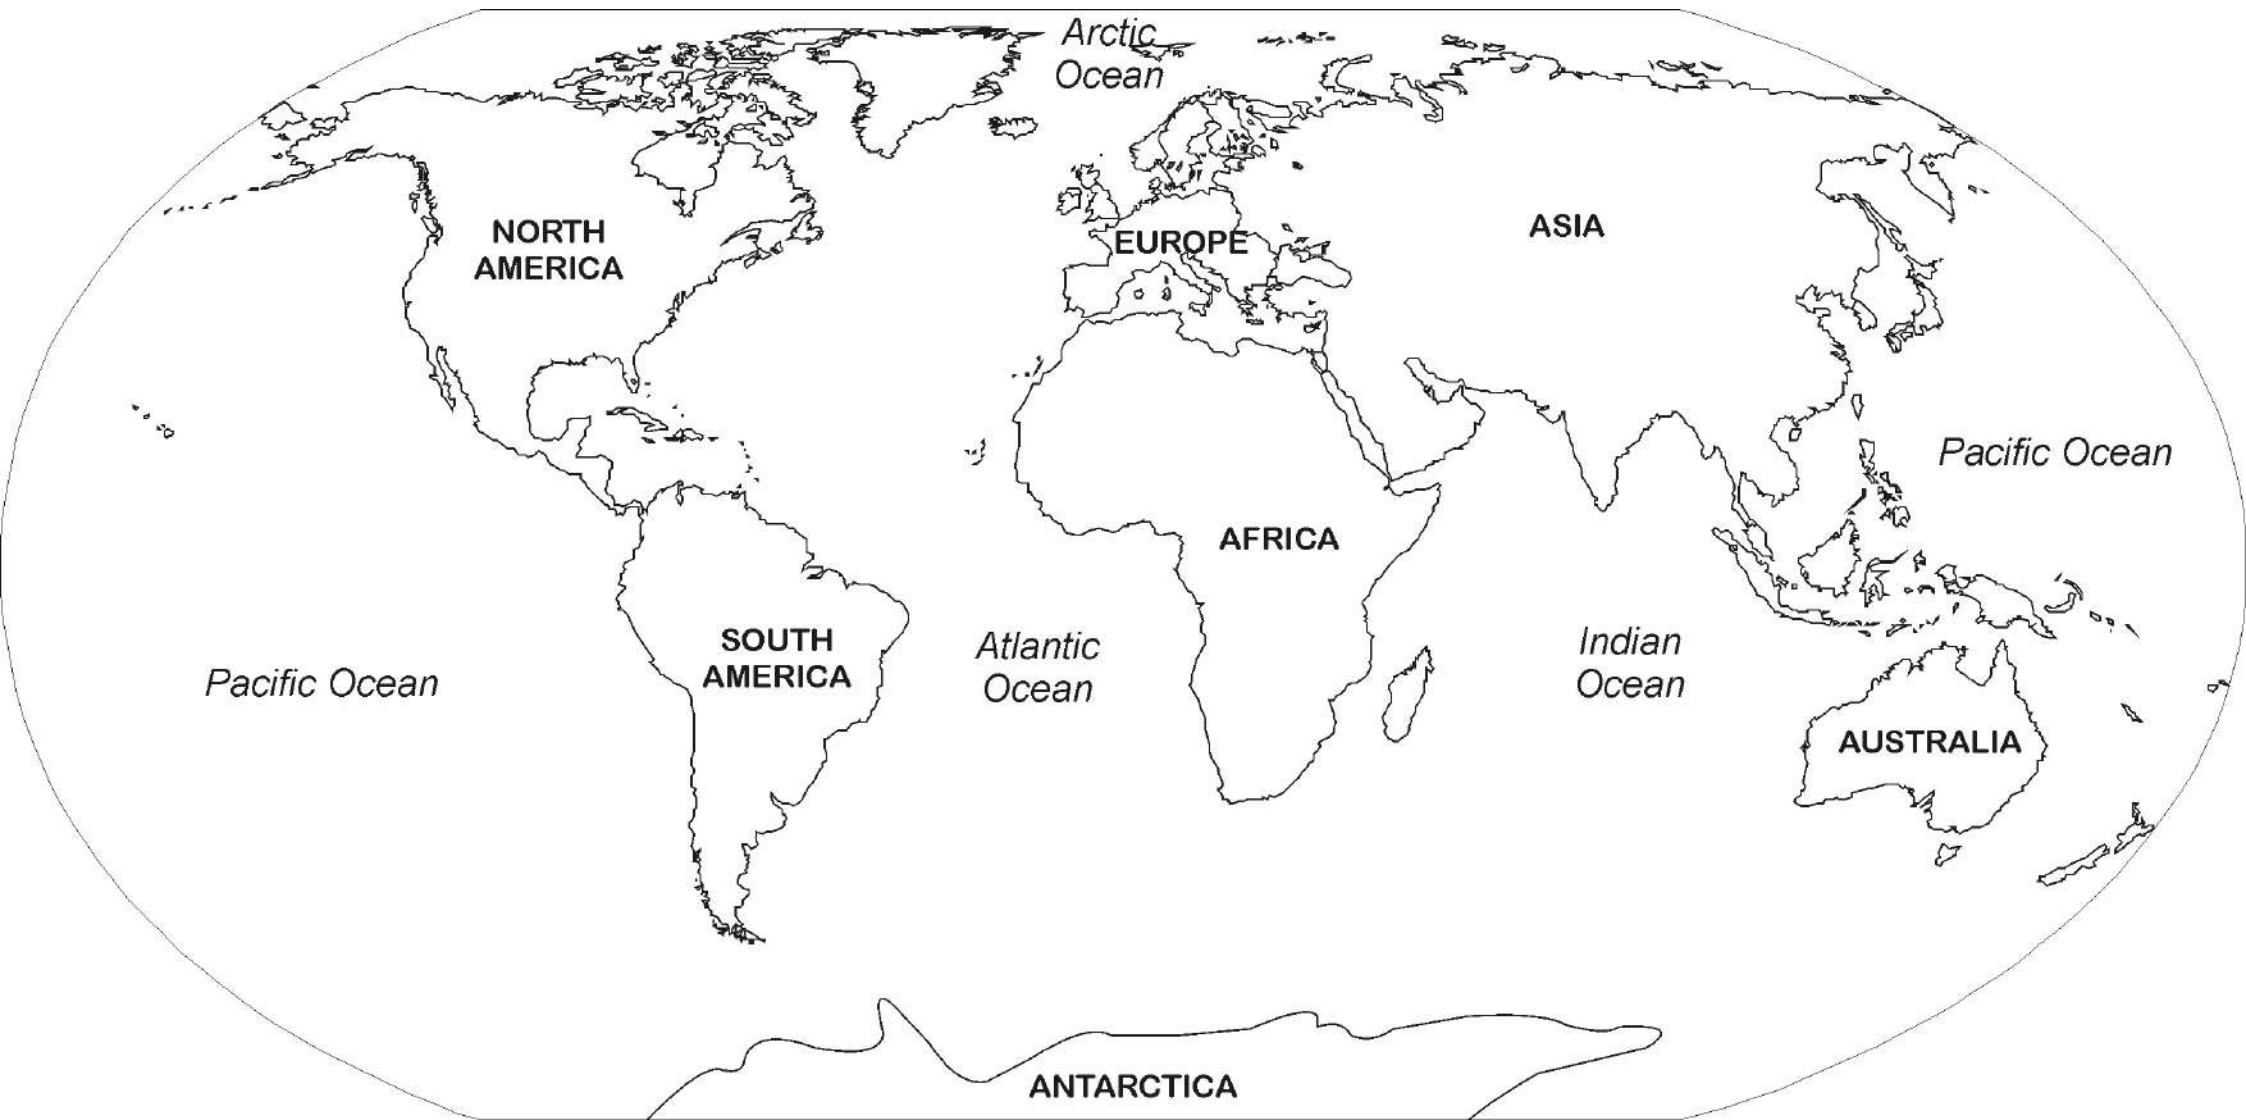 Arctic
Ocean
NORTH
AMERICA
EUROPE
ASIA
Pacific Ocean
AFRICA
SOUTH
AMERICA
Atlantic
Ocean
Indian
Ocean
Pacific Ocean
AUSTRALIA
ANTARCTICA